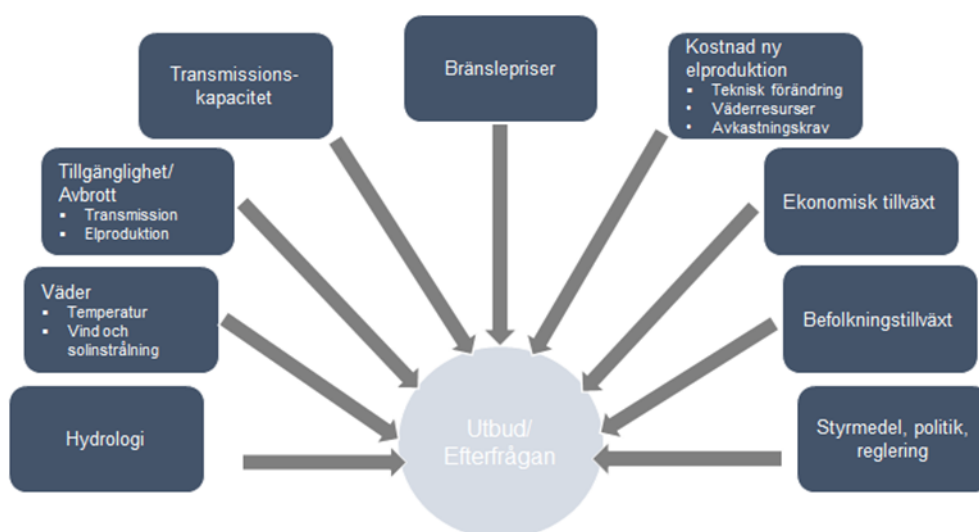 Transmissions-
kapacitet
Bränslepriser
Kostnad ny
elproduktion
▪ Teknisk förändring
• Väderresurser
• Avkastningskrav
Tillgänglighet/
Avbrott
▪ Transmission
▪ Elproduktion
Ekonomisk tillväxt
Väder
▪ Temperatur
▪ Vind och
solinstrålning
Befolkningstillväxt
Hydrologi
Utbud/
Efterfrågan
Styrmedel, politik,
reglering